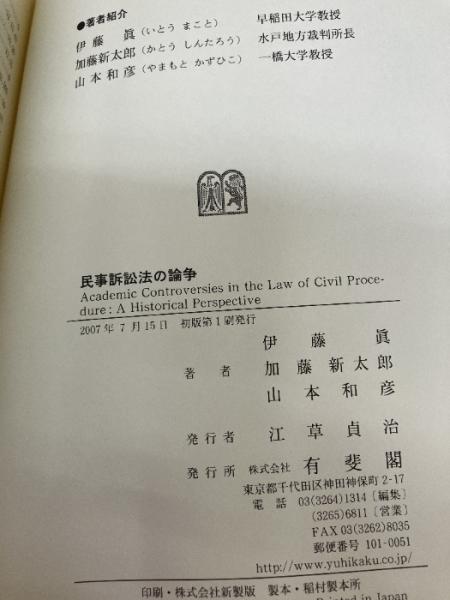 ●著者紹介
伊藤 眞（いとう まこと） 早稲田大学教授
加藤新太郎（かとう しんたろう） 水戸地方裁判所長
山本和彦（やまもと かずひこ） 一橋大学教授
民事訴訟法の論争
Academic Controversies in the Law of Civil Proce-
dure: A Historical Perspective
2007年7月15日 初版第1刷発行
伊藤 眞
著者 加藤新太郎
山本和彦
発行者 江草貞治
発行所 株式会社 有斐閣
東京都千代田区神田神保町2-17
電話 03(3264)1314〔編集〕
(3265)6811〔営業〕
FAX 03(3262)8035
郵便番号 101-0051
http://www.yuhikaku.co.jp/
印刷・株式会社新製版 製本・稲村製本所
Printed in Japan